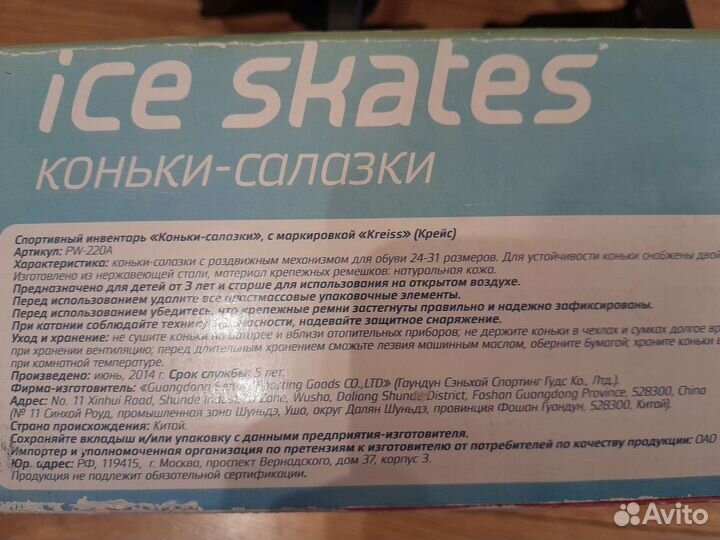 ice skates
коньки-салазки
Спортивный инвентарь «Коньки-салазки», с маркировкой «Kreiss» (Крейс)
Артикул: PW-220A
Характеристика: коньки-салазки с раздвижным механизмом для обуви 24-31 размеров. Для устойчивости коньки снабжены двой
Изготовлено из нержавеющей стали, материал крепежных ремешков: натуральная кожа.
Предназначено для детей от 3 лет и старше для использования на открытом воздухе.
Перед использованием удалите все пластмассовые упаковочные элементы.
Перед использованием убедитесь, что крепежные ремни застегнуты правильно и надежно зафиксированы.
При катании соблюдайте технику безопасности, надевайте защитное снаряжение.
Уход и хранение: не сушите коньки на батарее и вблизи отопительных приборов; не держите коньки в чехлах и сумках долгое вр
при хранении вентиляцию; перед длительным хранением смажьте лезвия машинным маслом, оберните бумагой; храните коньки в
при комнатной температуре.
Произведено: июнь, 2014 г. Срок службы: 5 лет.
Фирма-изготовитель: «Guangdong Sporting Goods CO.,LTD» (Гаундун Сэньхай Спортинг Гудс Ко., Лтд.).
Адрес: No. 11 Xinhui Road, Shunde Industrial Zone, Wusha, Daliang Shunde District, Foshan Guangdong Province, 528300, China
(№ 11 Синхой Роуд, промышленная зона Шуньдэ, Уша, округ Далян Шуньдэ, провинция Фошан Гуандун, 528300, Китай).
Страна происхождения: Китай.
Сохраняйте вкладыш и/или упаковку с данными предприятия-изготовителя.
Импортер и уполномоченная организация по претензиям к изготовителю от потребителей по качеству продукции: ОАО
Юр. адрес: РФ, 119415, г. Москва, проспект Вернадского, дом 37, корпус 3.
Продукция не подлежит обязательной сертификации.
Avito